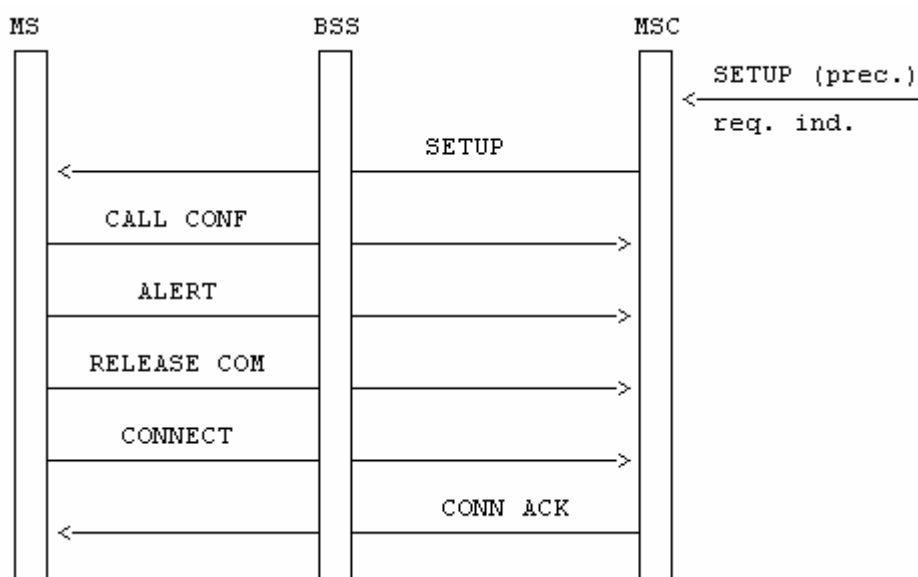 MS BSS MSC
SETUP (prec.)
req. ind.
SETUP
CALL CONF
ALERT
RELEASE COM
CONNECT
CONN ACK